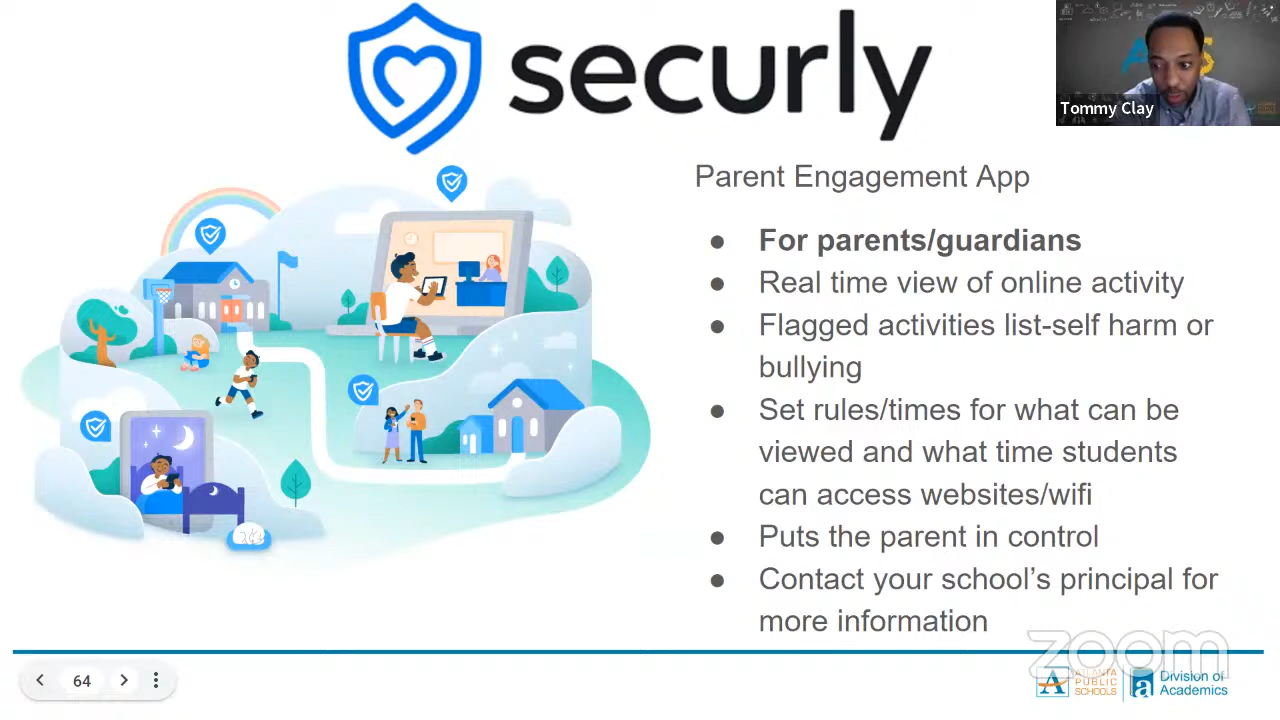 securly
Tommy Clay
Parent Engagement App
● For parents/guardians
● Real time view of online activity
● Flagged activities list-self harm or
bullying
● Set rules/times for what can be
viewed and what time students
can access websites/wifi
● Puts the parent in control
● Contact your school’s principal for
more information
zoom
64
ATLANTA
PUBLIC
SCHOOLS
Division of
Academics